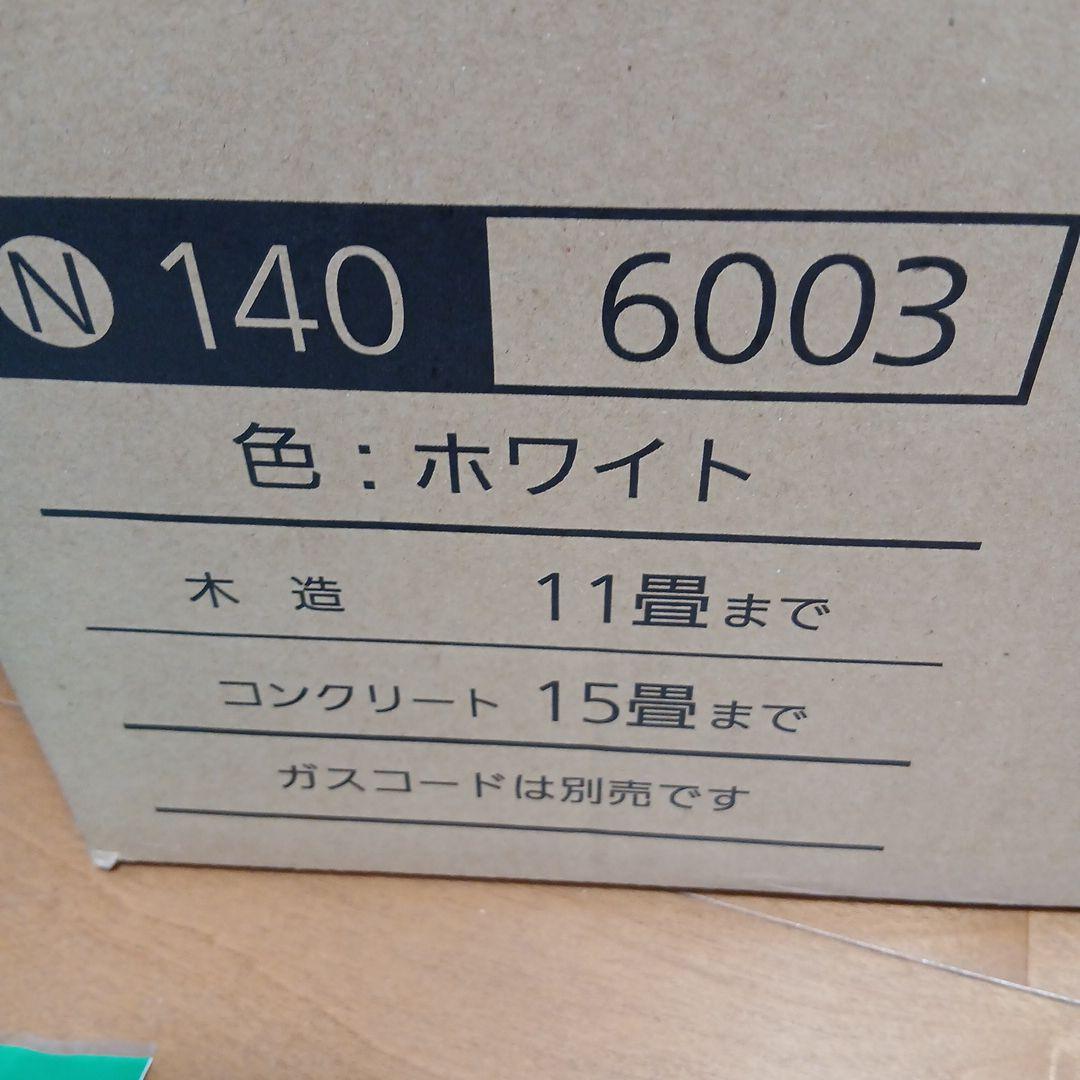 Ⓝ 140 6003
色：ホワイト
木 造 11畳まで
コンクリート 15畳まで
ガスコードは別売です